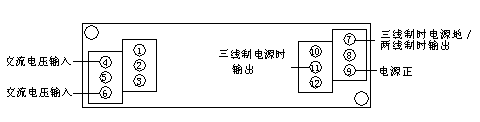 交流电压输入
交流电压输入
④
⑤
⑥
①
②
③
三线制电源时
输出
⑩
⑪
⑫
⑦
⑧
⑨
三线制时电源地/
两线制时输出
电源正